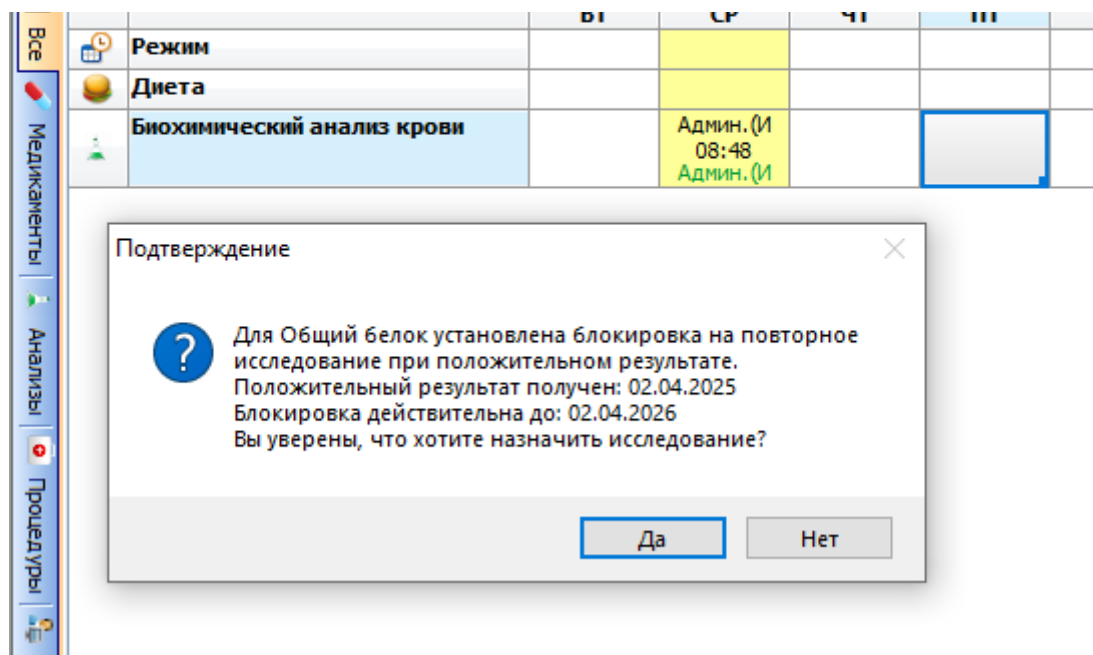 ВТ СР ЧТ ПТ
Все
Режим
Диета
Биохимический анализ крови
Админ.(И
08:48
Админ.(И
Медикаменты
Анализы
Процедуры
Подтверждение
Для Общий белок установлена блокировка на повторное
исследование при положительном результате.
Положительный результат получен: 02.04.2025
Блокировка действительна до: 02.04.2026
Вы уверены, что хотите назначить исследование?
Да Нет